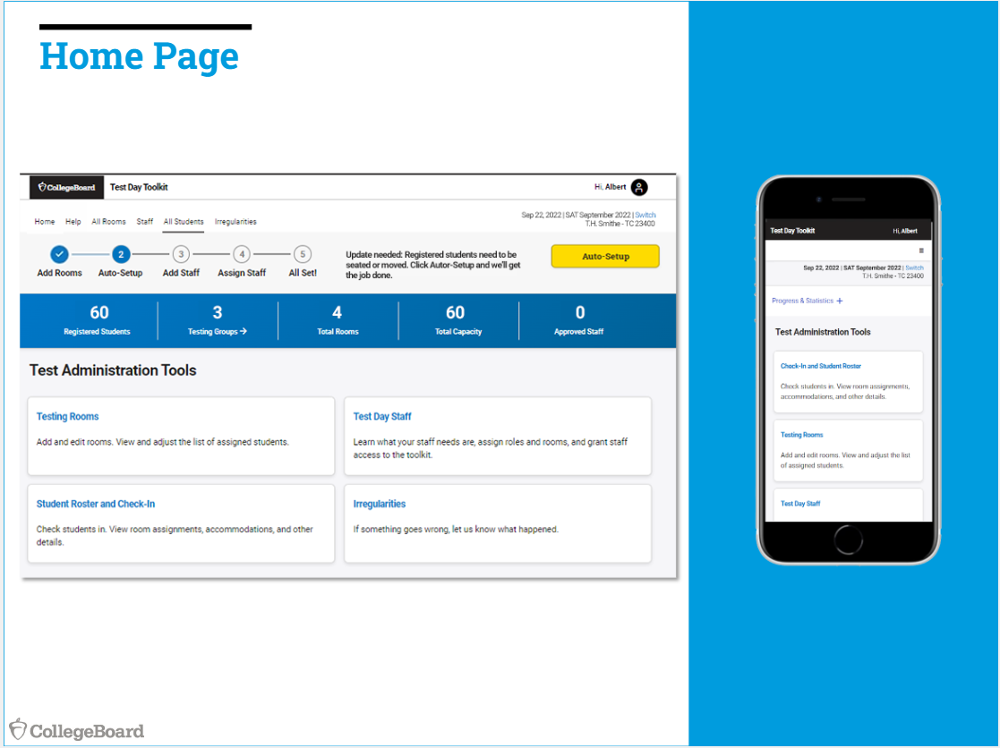 Home Page
CollegeBoard
Test Day Toolkit
Hi, Albert
Home Help All Rooms Staff All Students Irregularities
Sep 22, 2022 | SAT September 2022 | Switch
T.H. Smithe - TC 23400
2 3 4 5
Add Rooms Auto-Setup Add Staff Assign Staff All Set!
Update needed: Registered students need to be
seated or moved. Click Autor-Setup and we'll get
the job done.
Auto-Setup
60 3 4 60 0
Registered Students Testing Groups → Total Rooms Total Capacity Approved Staff
Test Administration Tools
Testing Rooms
Add and edit rooms. View and adjust the list of assigned students.
Test Day Staff
Learn what your staff needs are, assign roles and rooms, and grant staff
access to the toolkit.
Student Roster and Check-In
Check students in. View room assignments, accommodations, and other
details.
Irregularities
If something goes wrong, let us know what happened.
Test Day Toolkit
Hi, Albert
Sep 22, 2022 | SAT September 2022 | Switch
T.H. Smithe - TC 23400
Progress & Statistics +
Test Administration Tools
Check-In and Student Roster
Check students in. View room assignments,
accommodations, and other details.
Testing Rooms
Add and edit rooms. View and adjust the list
of assigned students.
Test Day Staff
CollegeBoard